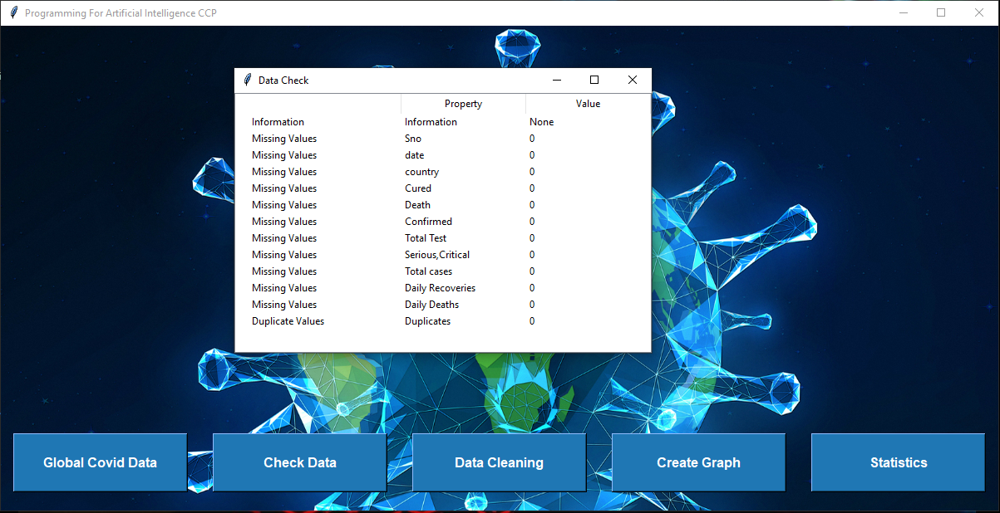 Programming For Artificial Intelligence CCP
Data Check
Property Value
Information Information None
Missing Values Sno 0
Missing Values date 0
Missing Values country 0
Missing Values Cured 0
Missing Values Death 0
Missing Values Confirmed 0
Missing Values Total Test 0
Missing Values Serious,Critical 0
Missing Values Total cases 0
Missing Values Daily Recoveries 0
Missing Values Daily Deaths 0
Duplicate Values Duplicates 0
Global Covid Data Check Data Data Cleaning Create Graph Statistics